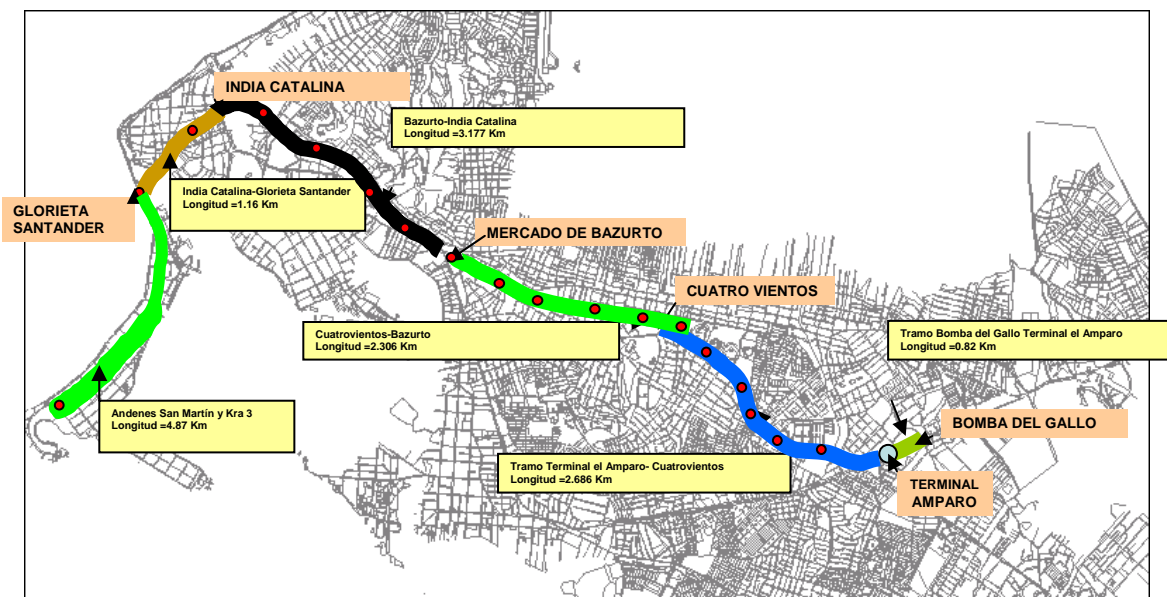 INDIA CATALINA
Bazurto-India Catalina
Longitud =3.177 Km
India Catalina-Glorieta Santander
Longitud =1.16 Km
GLORIETA
SANTANDER
MERCADO DE BAZURTO
CUATRO VIENTOS
Cuatrovientos-Bazurto
Longitud =2.306 Km
Tramo Bomba del Gallo Terminal el Amparo
Longitud =0.82 Km
Andenes San Martín y Kra 3
Longitud =4.87 Km
BOMBA DEL GALLO
Tramo Terminal el Amparo- Cuatrovientos
Longitud =2.686 Km
TERMINAL
AMPARO